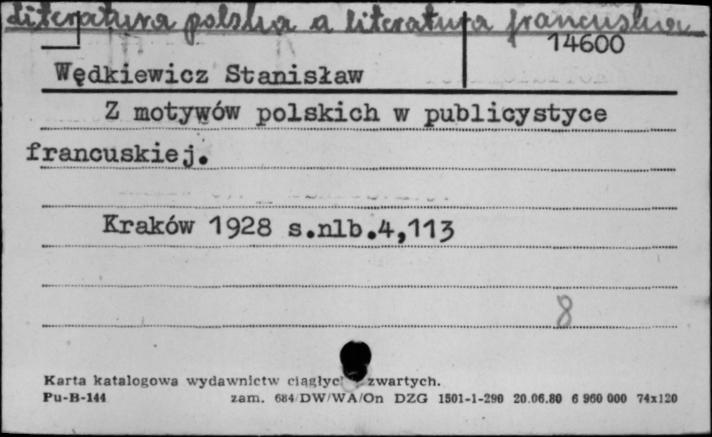 Literatura polska a literatura francuska
14600
Wędkiewicz Stanisław
Z motywów polskich w publicystyce
francuskiej.
Kraków 1928 s.nlb.4,113
8
Karta katalogowa wydawnictw ciągłyc zwartych.
Pu-B-144 zam. 684/DW/WA/On DZG 1501-1-290 20.06.80 6 960 000 74x120